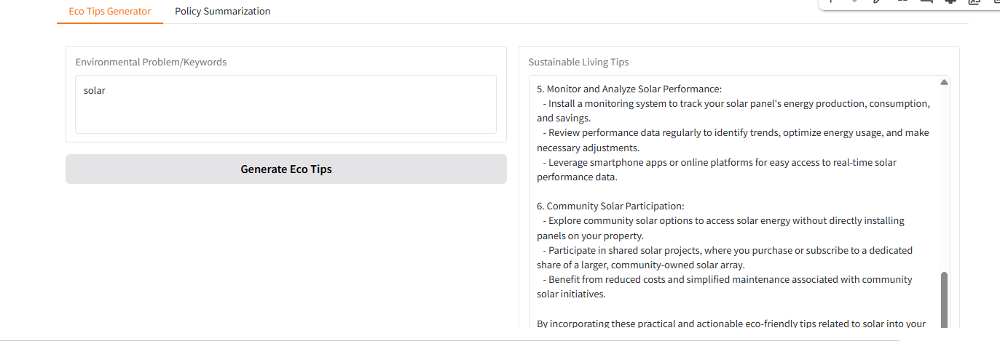 Eco Tips Generator
Policy Summarization
Environmental Problem/Keywords
solar
Generate Eco Tips
Sustainable Living Tips
5. Monitor and Analyze Solar Performance:
- Install a monitoring system to track your solar panel's energy production, consumption,
and savings.
- Review performance data regularly to identify trends, optimize energy usage, and make
necessary adjustments.
- Leverage smartphone apps or online platforms for easy access to real-time solar
performance data.
6. Community Solar Participation:
- Explore community solar options to access solar energy without directly installing
panels on your property.
- Participate in shared solar projects, where you purchase or subscribe to a dedicated
share of a larger, community-owned solar array.
- Benefit from reduced costs and simplified maintenance associated with community
solar initiatives.
By incorporating these practical and actionable eco-friendly tips related to solar into your